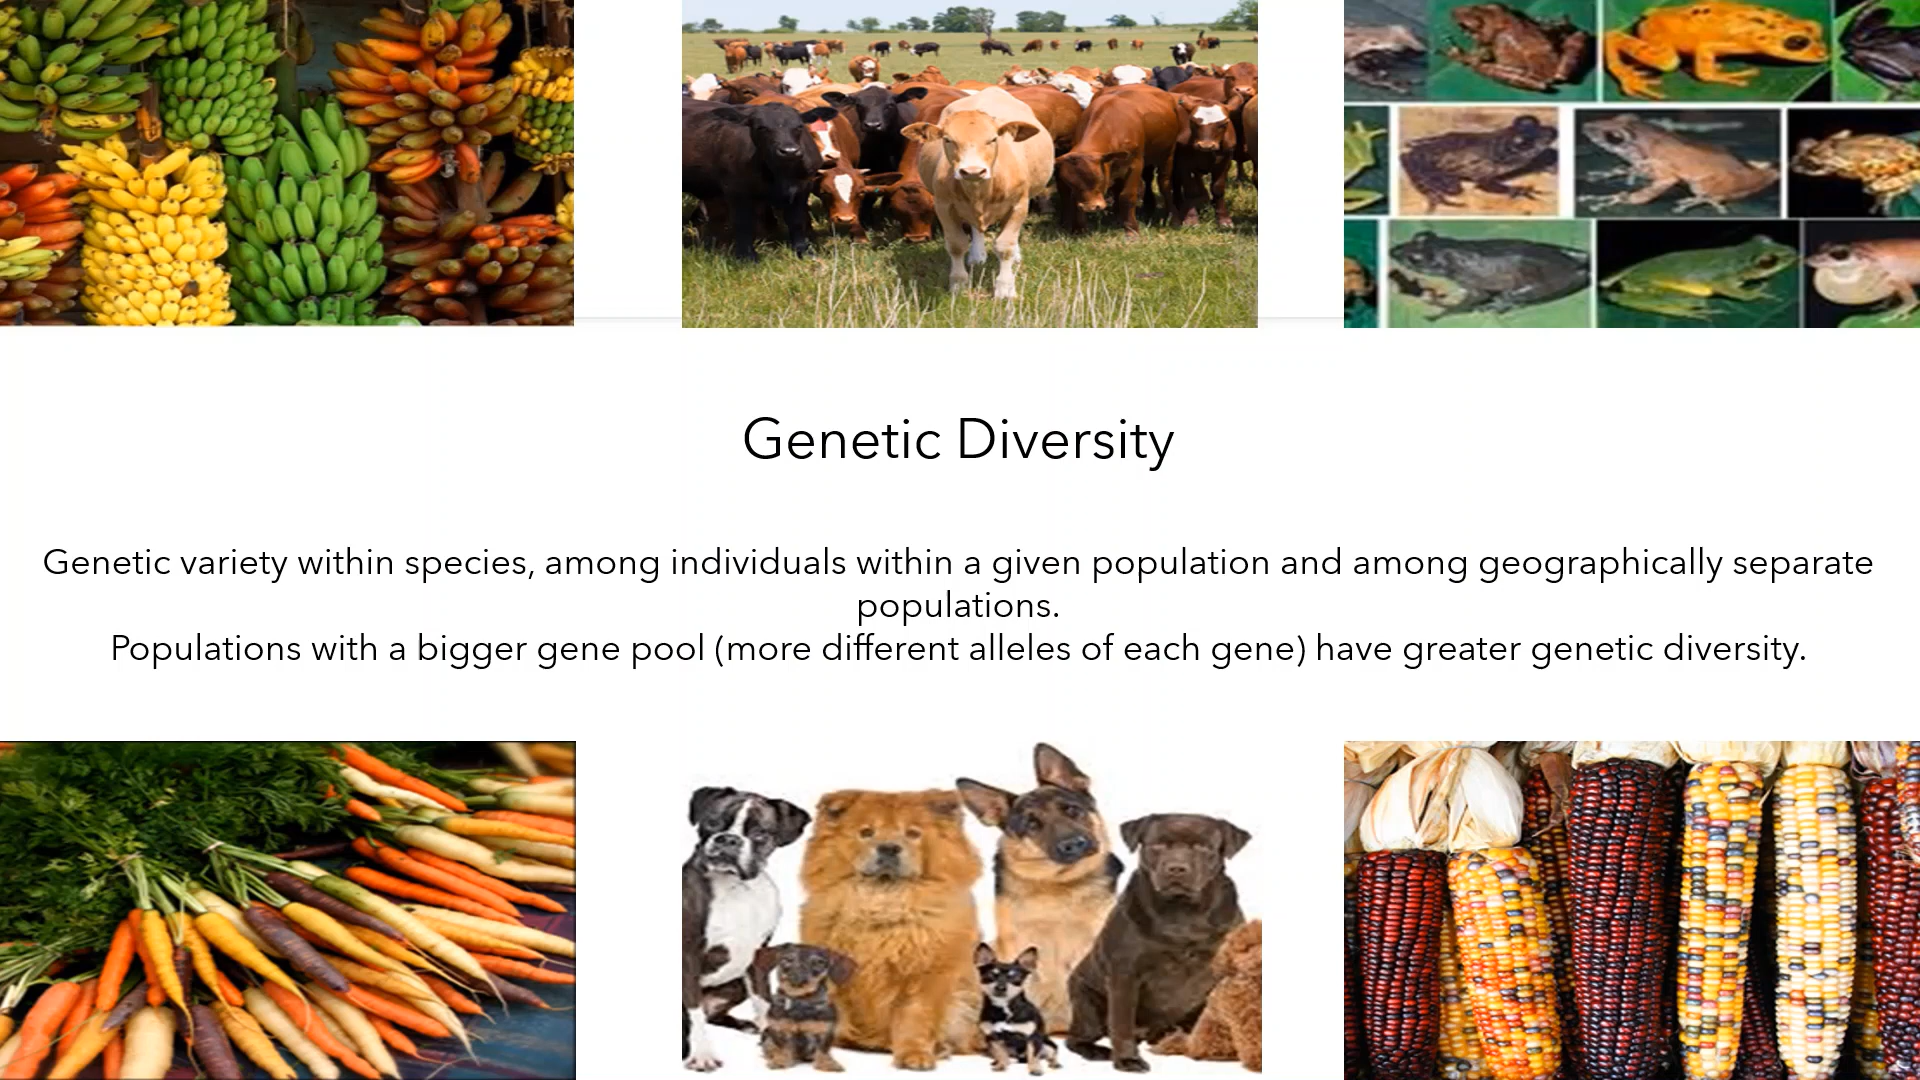 Genetic Diversity
Genetic variety within species, among individuals within a given population and among geographically separate
populations.
Populations with a bigger gene pool (more different alleles of each gene) have greater genetic diversity.